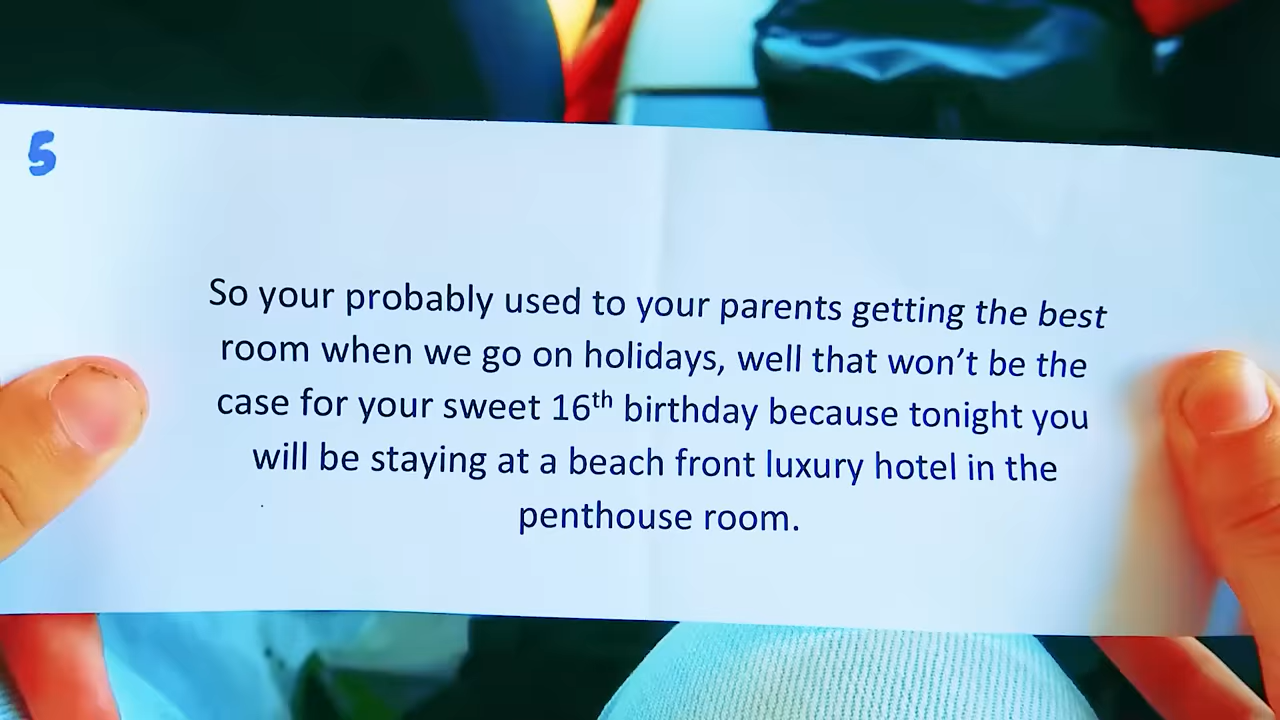 5
So your probably used to your parents getting the best
room when we go on holidays, well that won't be the
case for your sweet 16th birthday because tonight you
will be staying at a beach front luxury hotel in the
penthouse room.